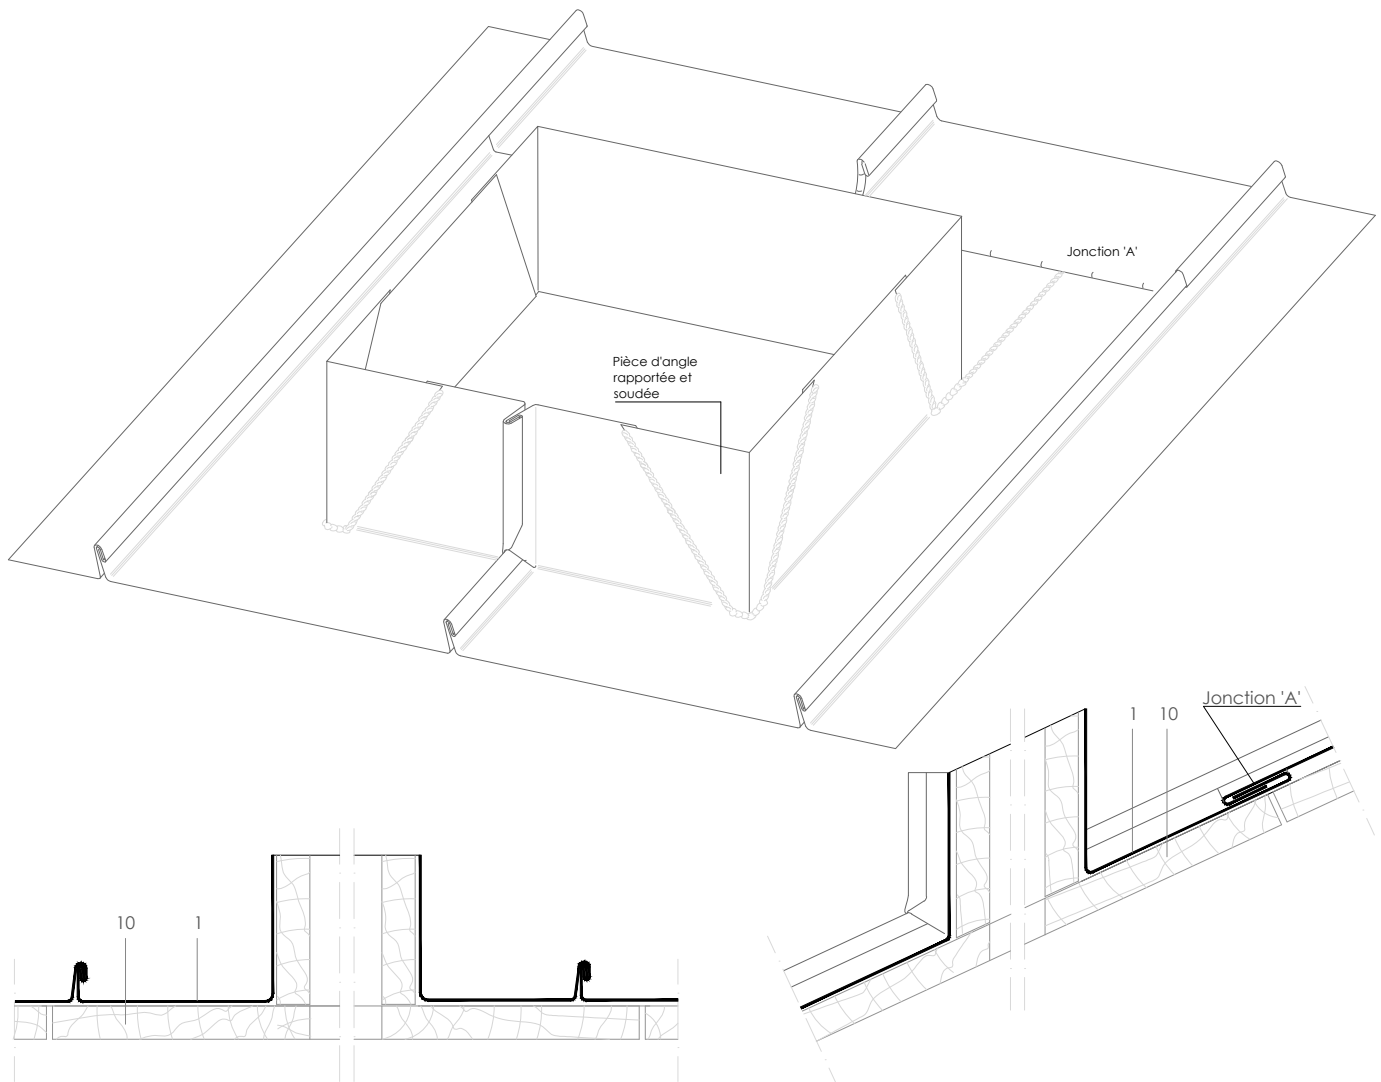 Jonction 'A'
Pièce d'angle
rapportée et
soudée
Jonction 'A'
1 10
10 1